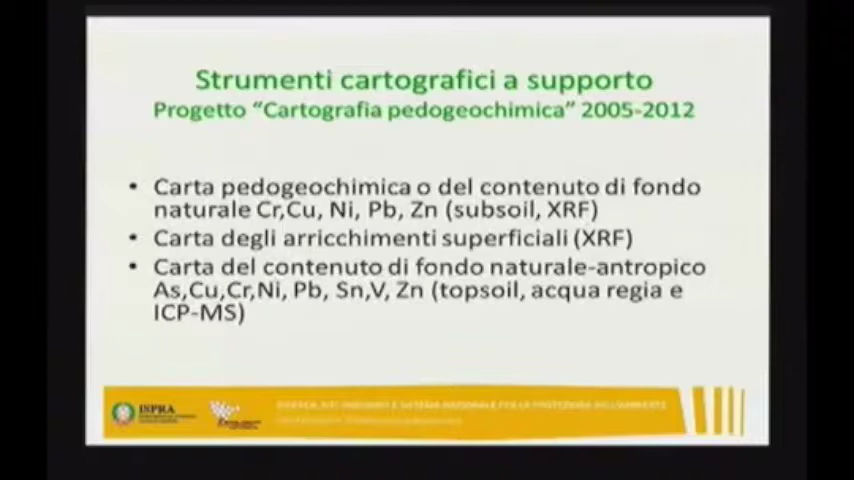 Strumenti cartografici a supporto
Progetto “Cartografia pedogeochimica” 2005-2012
• Carta pedogeochimica o del contenuto di fondo
naturale Cr,Cu, Ni, Pb, Zn (subsoil, XRF)
• Carta degli arricchimenti superficiali (XRF)
• Carta del contenuto di fondo naturale-antropico
As,Cu,Cr,Ni, Pb, Sn,V, Zn (topsoil, acqua regia e
ICP-MS)
ISPRA